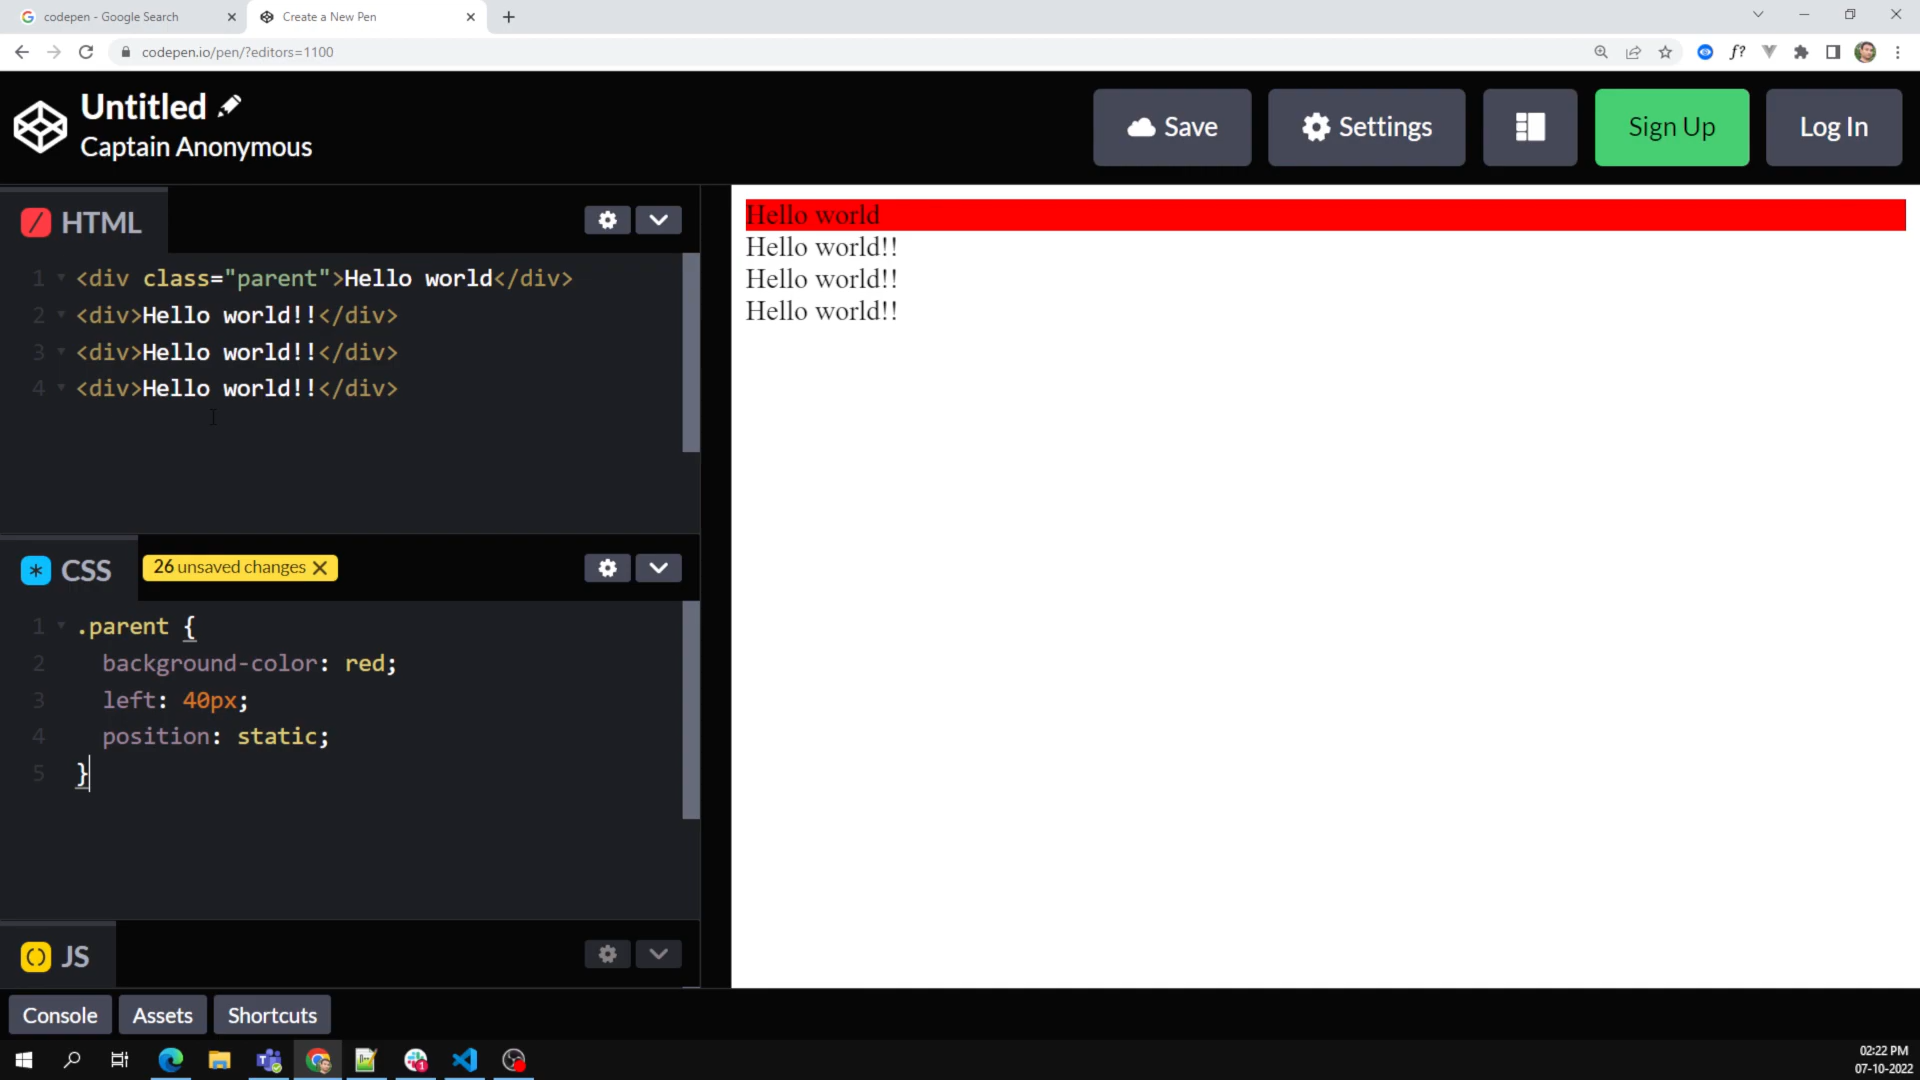 codepen - Google Search
Create a New Pen
codepen.io/pen/?editors=1100
f?
Untitled
Captain Anonymous
Save
Settings
Sign Up
Log In
HTML
1 <div class="parent">Hello world</div>
2 <div>Hello world!!</div>
3 <div>Hello world!!</div>
4 <div>Hello world!!</div>
CSS
26 unsaved changes
1 .parent {
2 background-color: red;
3 left: 40px;
4 position: static;
5 }
JS
Hello world
Hello world!!
Hello world!!
Hello world!!
Console
Assets
Shortcuts
02:22 PM
07-10-2022